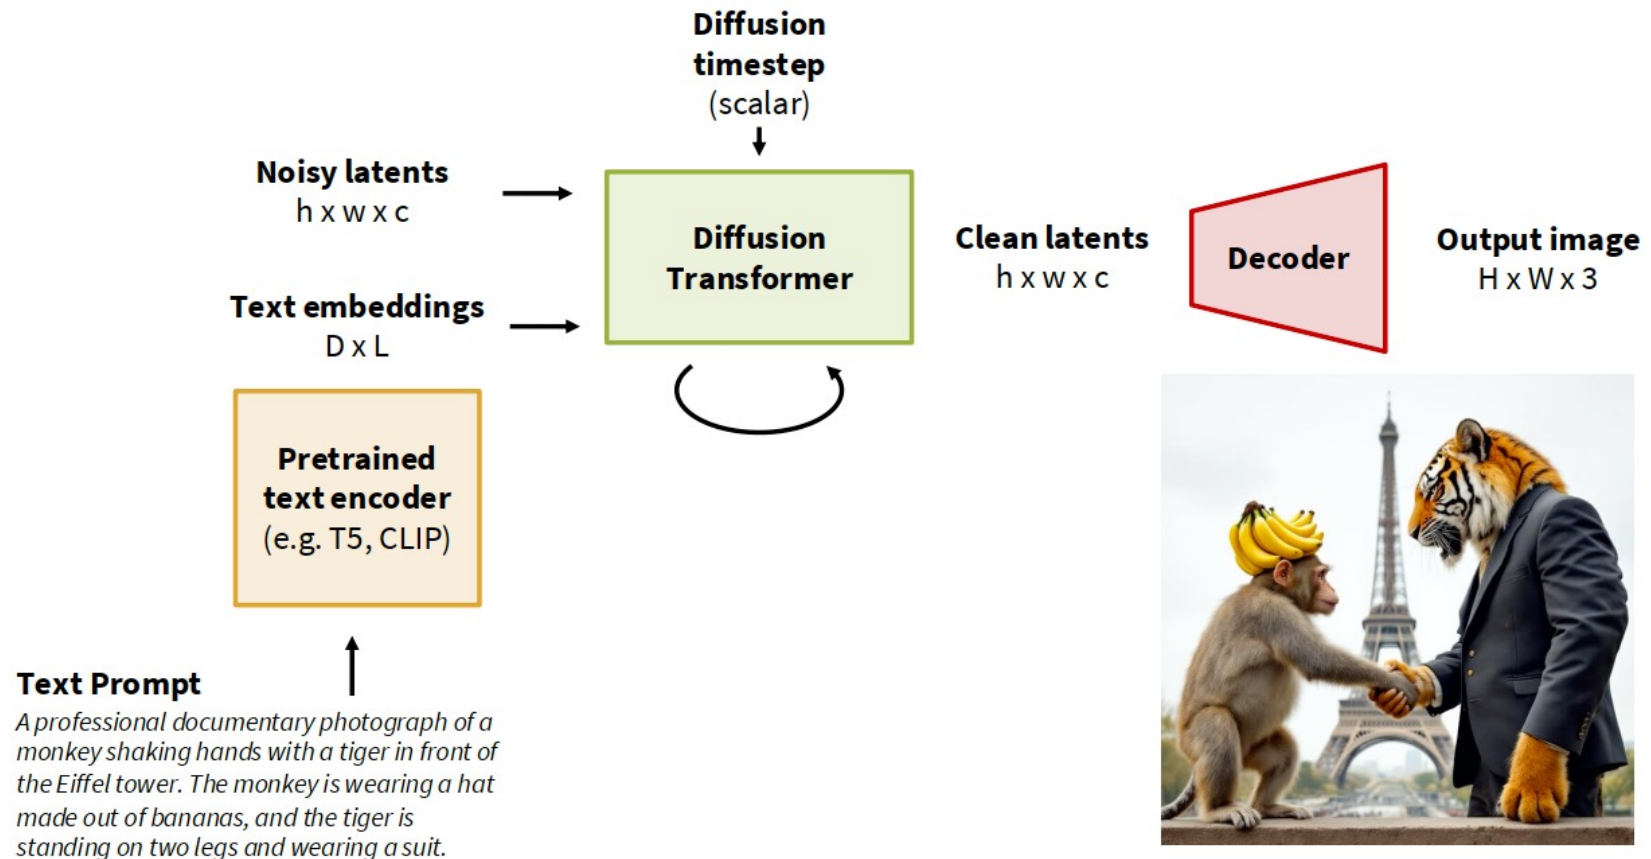 Diffusion
timestep
(scalar)
Noisy latents
h x w x c
Text embeddings
D x L
Diffusion
Transformer
Clean latents
h x w x c
Decoder
Output image
H x W x 3
Pretrained
text encoder
(e.g. T5, CLIP)
Text Prompt
A professional documentary photograph of a
monkey shaking hands with a tiger in front of
the Eiffel tower. The monkey is wearing a hat
made out of bananas, and the tiger is
standing on two legs and wearing a suit.